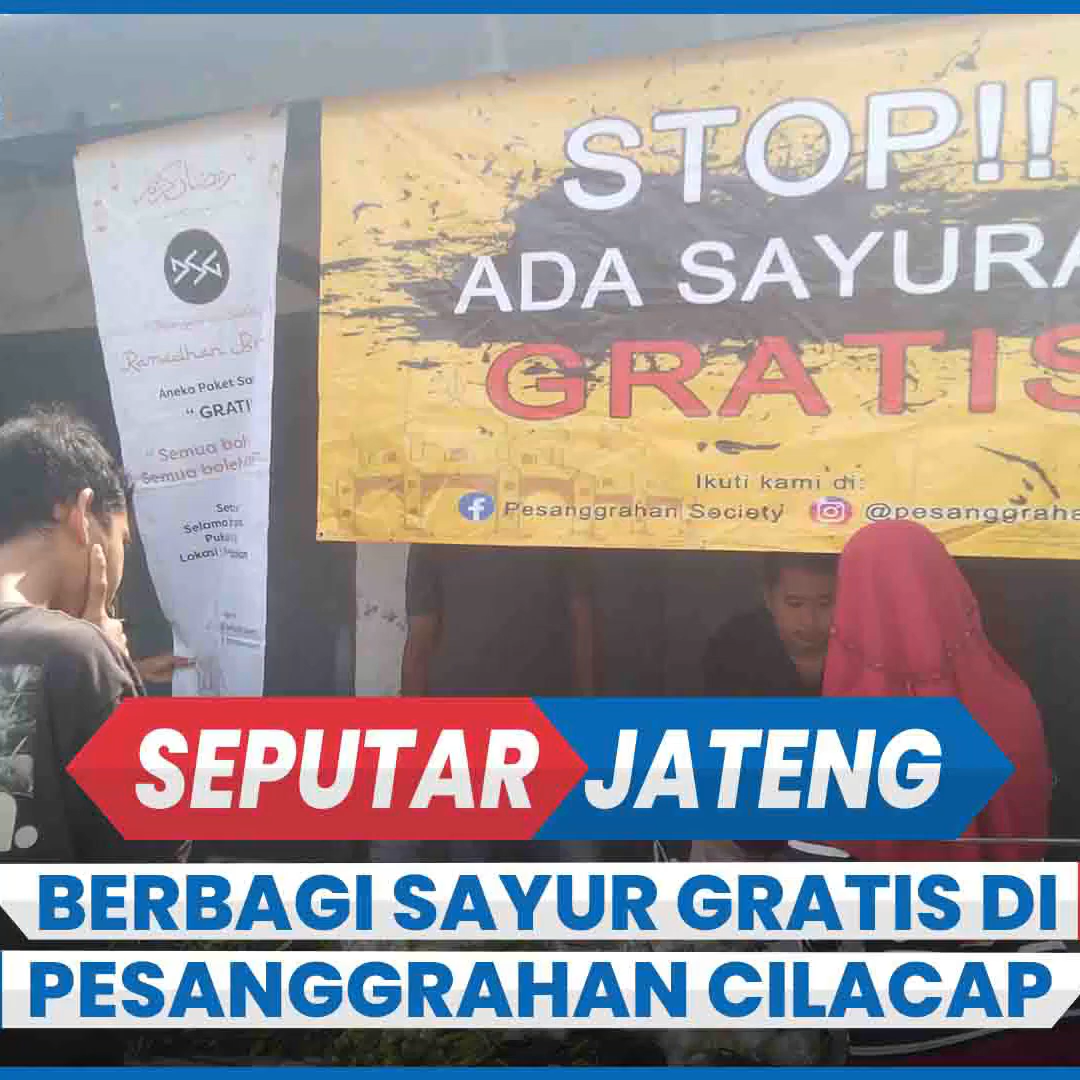 STOP!!
ADA SAYURA
GRATIS
Ikuti kami di:
Pesanggrahan Society @pesanggraha
Ramadhan
Aneka Paket Sa
" GRATI
"Semua bol
Semua boleh
Selamat
Lokasi
SEPUTAR JATENG
BERBAGI SAYUR GRATIS DI
PESANGGRAHAN CILACAP